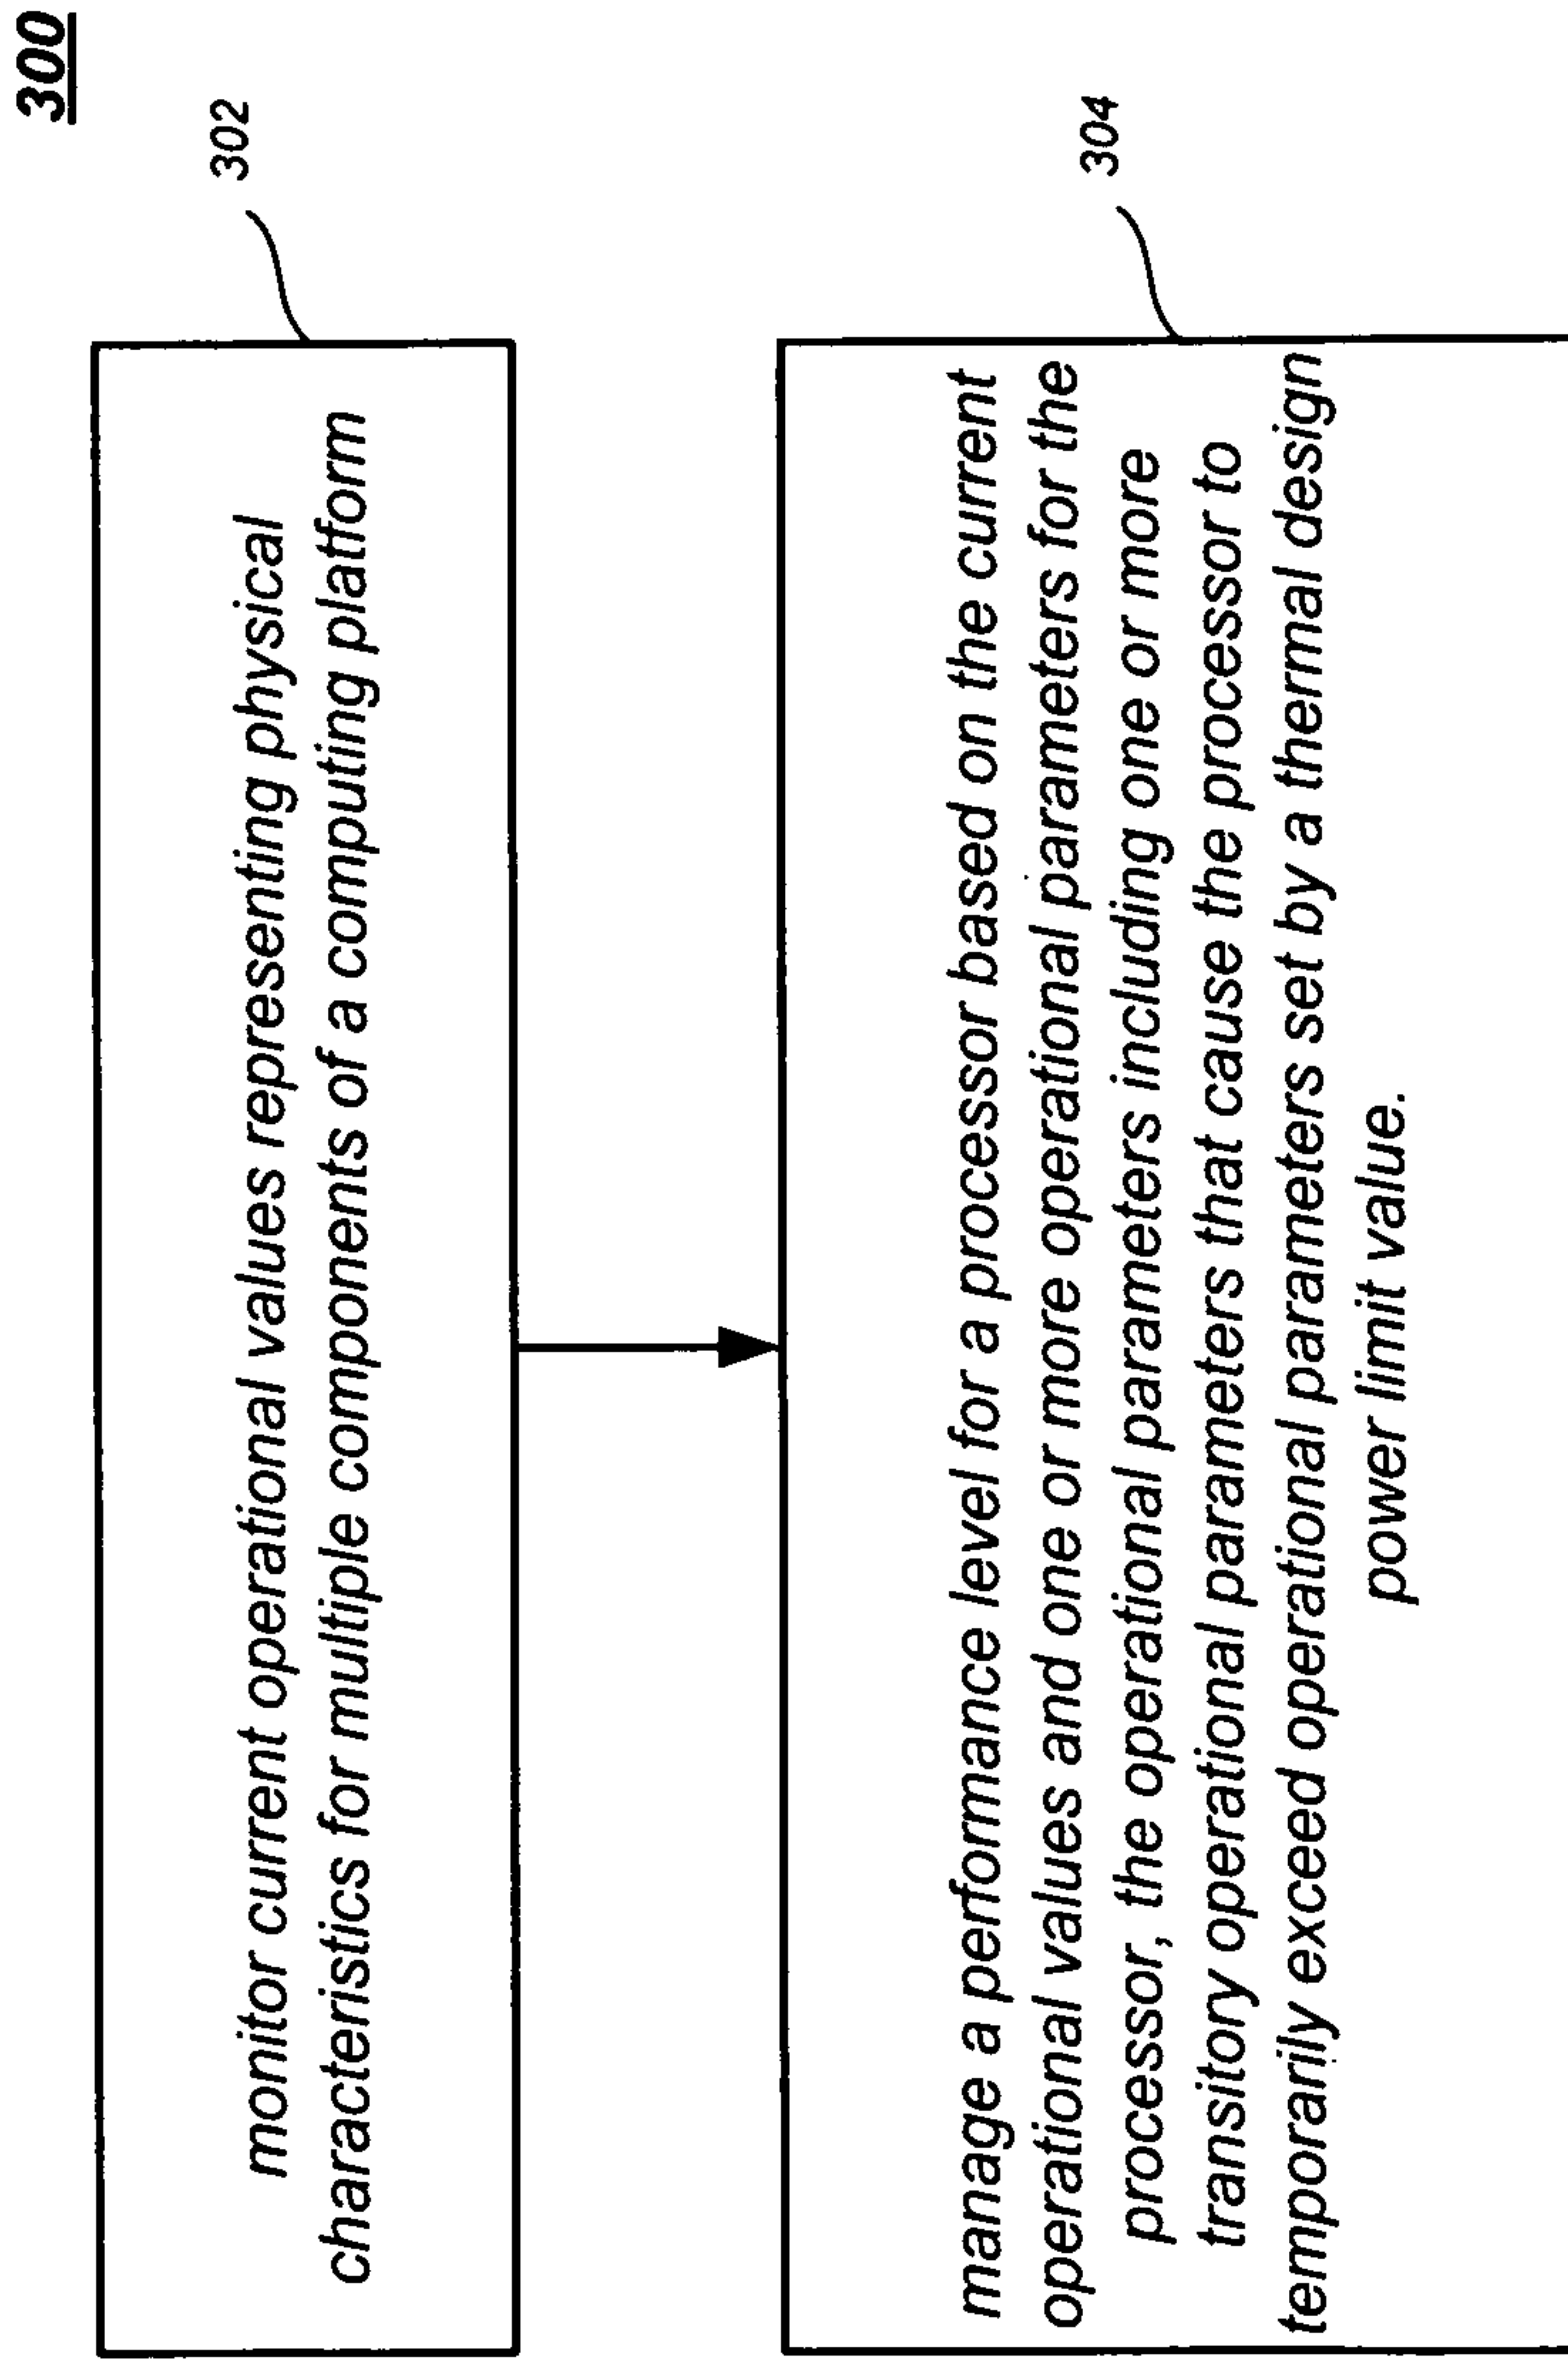 300
302
monitor current operational values representing physical
characteristics for multiple components of a computing platform
304
manage a performance level for a processor based on the current
operational values and one or more operational parameters for the
processor, the operational parameters including one or more
transitory operational parameters that cause the processor to
temporarily exceed operational parameters set by a thermal design
power limit value.